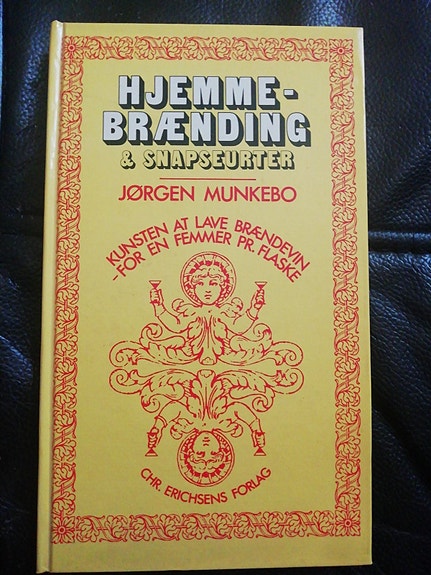 HJEMME-
BRÆNDING
& SNAPSEURTER
JØRGEN MUNKEBO
KUNSTEN AT LAVE BRÆNDEVIN
-FOR EN FEMMER PR. FLASKE
CHR. ERICHSENS FORLAG